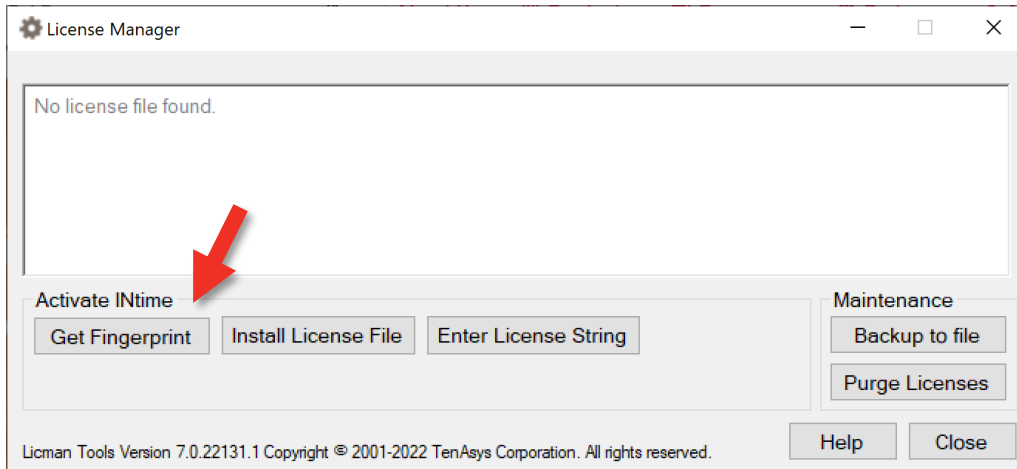 License Manager
No license file found.
Activate INtime
Get Fingerprint
Install License File
Enter License String
Maintenance
Backup to file
Purge Licenses
Licman Tools Version 7.0.22131.1 Copyright © 2001-2022 TenAsys Corporation. All rights reserved.
Help
Close